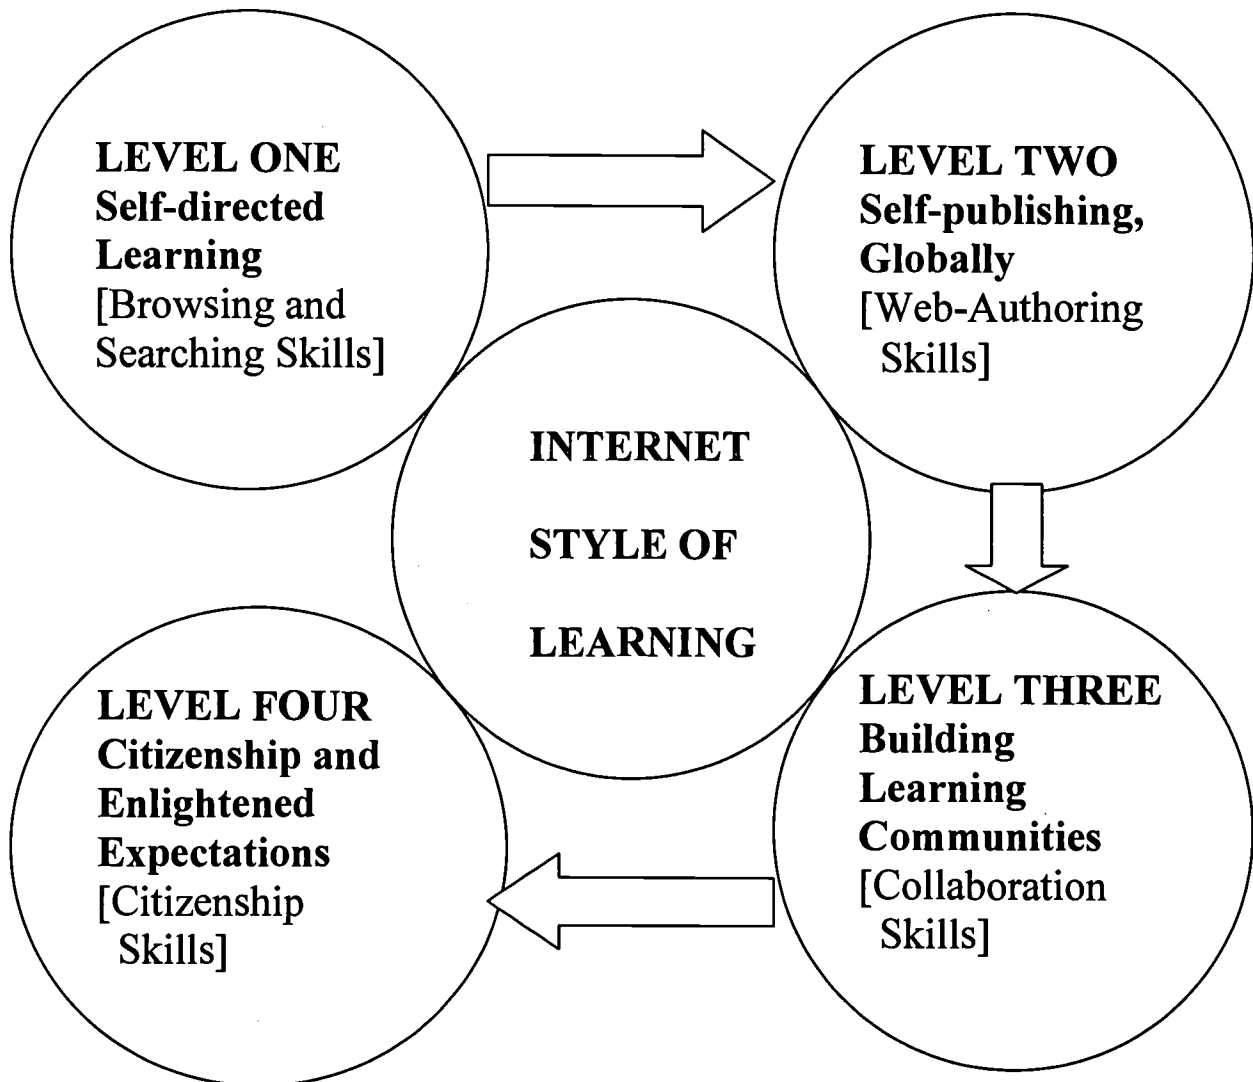 LEVEL ONE
Self-directed
Learning
[Browsing and
Searching Skills]
LEVEL TWO
Self-publishing,
Globally
[Web-Authoring
Skills]
INTERNET
STYLE OF
LEARNING
LEVEL THREE
Building
Learning
Communities
[Collaboration
Skills]
LEVEL FOUR
Citizenship and
Enlightened
Expectations
[Citizenship
Skills]